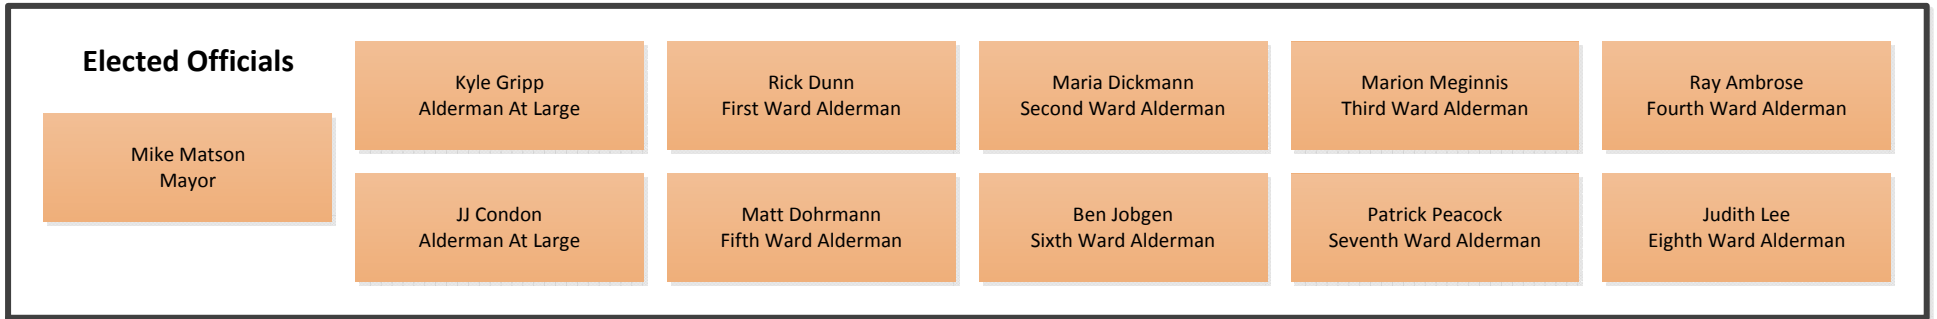 Elected Officials
Mike Matson
Mayor
Kyle Gripp
Alderman At Large
Rick Dunn
First Ward Alderman
Maria Dickmann
Second Ward Alderman
Marion Meginnis
Third Ward Alderman
Ray Ambrose
Fourth Ward Alderman
JJ Condon
Alderman At Large
Matt Dohrmann
Fifth Ward Alderman
Ben Jobgen
Sixth Ward Alderman
Patrick Peacock
Seventh Ward Alderman
Judith Lee
Eighth Ward Alderman